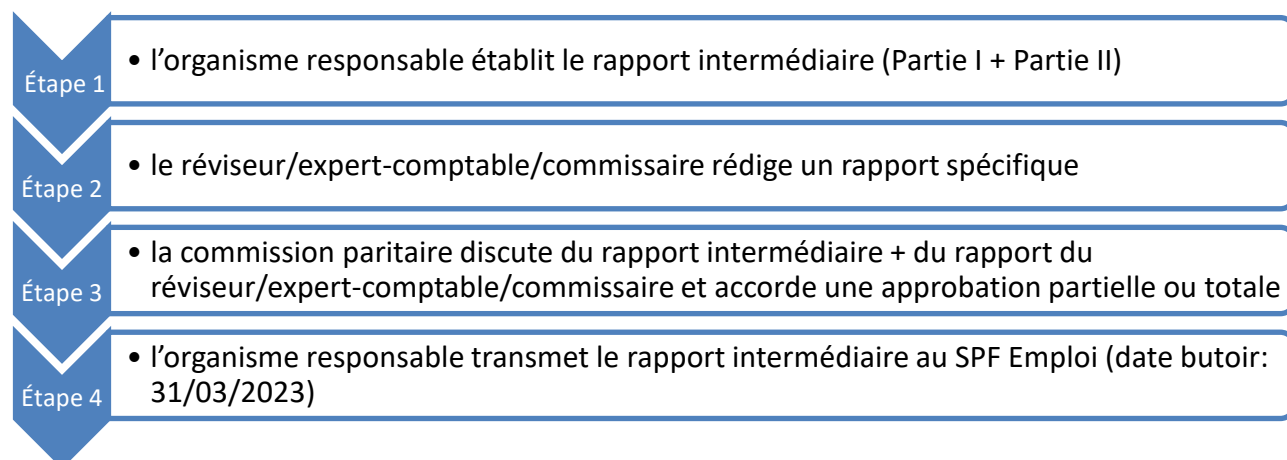 Étape 1
• l’organisme responsable établit le rapport intermédiaire (Partie I + Partie II)
Étape 2
• le réviseur/expert-comptable/commissaire rédige un rapport spécifique
Étape 3
• la commission paritaire discute du rapport intermédiaire + du rapport du
réviseur/expert-comptable/commissaire et accorde une approbation partielle ou totale
Étape 4
• l’organisme responsable transmet le rapport intermédiaire au SPF Emploi (date butoir:
31/03/2023)